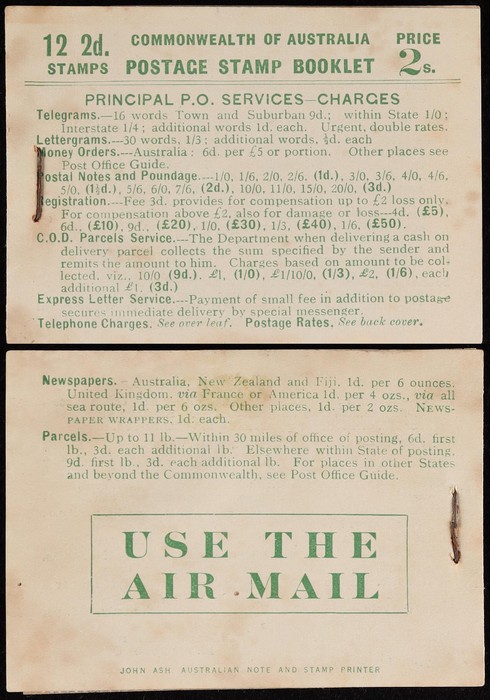 12 2d. COMMONWEALTH OF AUSTRALIA PRICE
STAMPS POSTAGE STAMP BOOKLET 2s.
PRINCIPAL P.O. SERVICES—CHARGES
Telegrams.—16 words Town and Suburban 9d.; within State 1/0;
Interstate 1/4; additional words 1d. each. Urgent, double rates.
Lettergrams.—30 words, 1/3; additional words, ½d. each
Money Orders.—Australia: 6d. per £5 or portion. Other places see
Post Office Guide.
Postal Notes and Poundage.—1/0, 1/6, 2/0, 2/6, (1d.), 3/0, 3/6, 4/0, 4/6,
5/0, (1½d.), 5/6, 6/0, 7/6, (2d.), 10/0, 11/0, 15/0, 20/0, (3d.)
Registration.—Fee 3d. provides for compensation up to £2 loss only.
For compensation above £2, also for damage or loss—4d. (£5),
6d., (£10), 9d., (£20), 1/0, (£30), 1/3, (£40), 1/6, (£50).
C.O.D. Parcels Service.—The Department when delivering a cash on
delivery parcel collects the sum specified by the sender and
remits the amount to him. Charges based on amount to be col-
lected, viz., 10/0 (9d.). £1, (1/0), £1/10/0, (1/3), £2, (1/6), each
additional £1, (3d.)
Express Letter Service.—Payment of small fee in addition to postage
secures immediate delivery by special messenger.
Telephone Charges. See over leaf. Postage Rates. See back cover.
Newspapers.—Australia, New Zealand and Fiji, 1d. per 6 ounces.
United Kingdom, via France or America 1d. per 4 ozs., via all
sea route, 1d. per 6 ozs. Other places, 1d. per 2 ozs. NEWS-
PAPER WRAPPERS, 1d. each.
Parcels.—Up to 11 lb.—Within 30 miles of office of posting, 6d. first
lb., 3d. each additional lb. Elsewhere within State of posting,
9d. first lb., 3d. each additional lb. For places in other States
and beyond the Commonwealth, see Post Office Guide.
USE THE
AIR MAIL
JOHN ASH AUSTRALIAN NOTE AND STAMP PRINTER